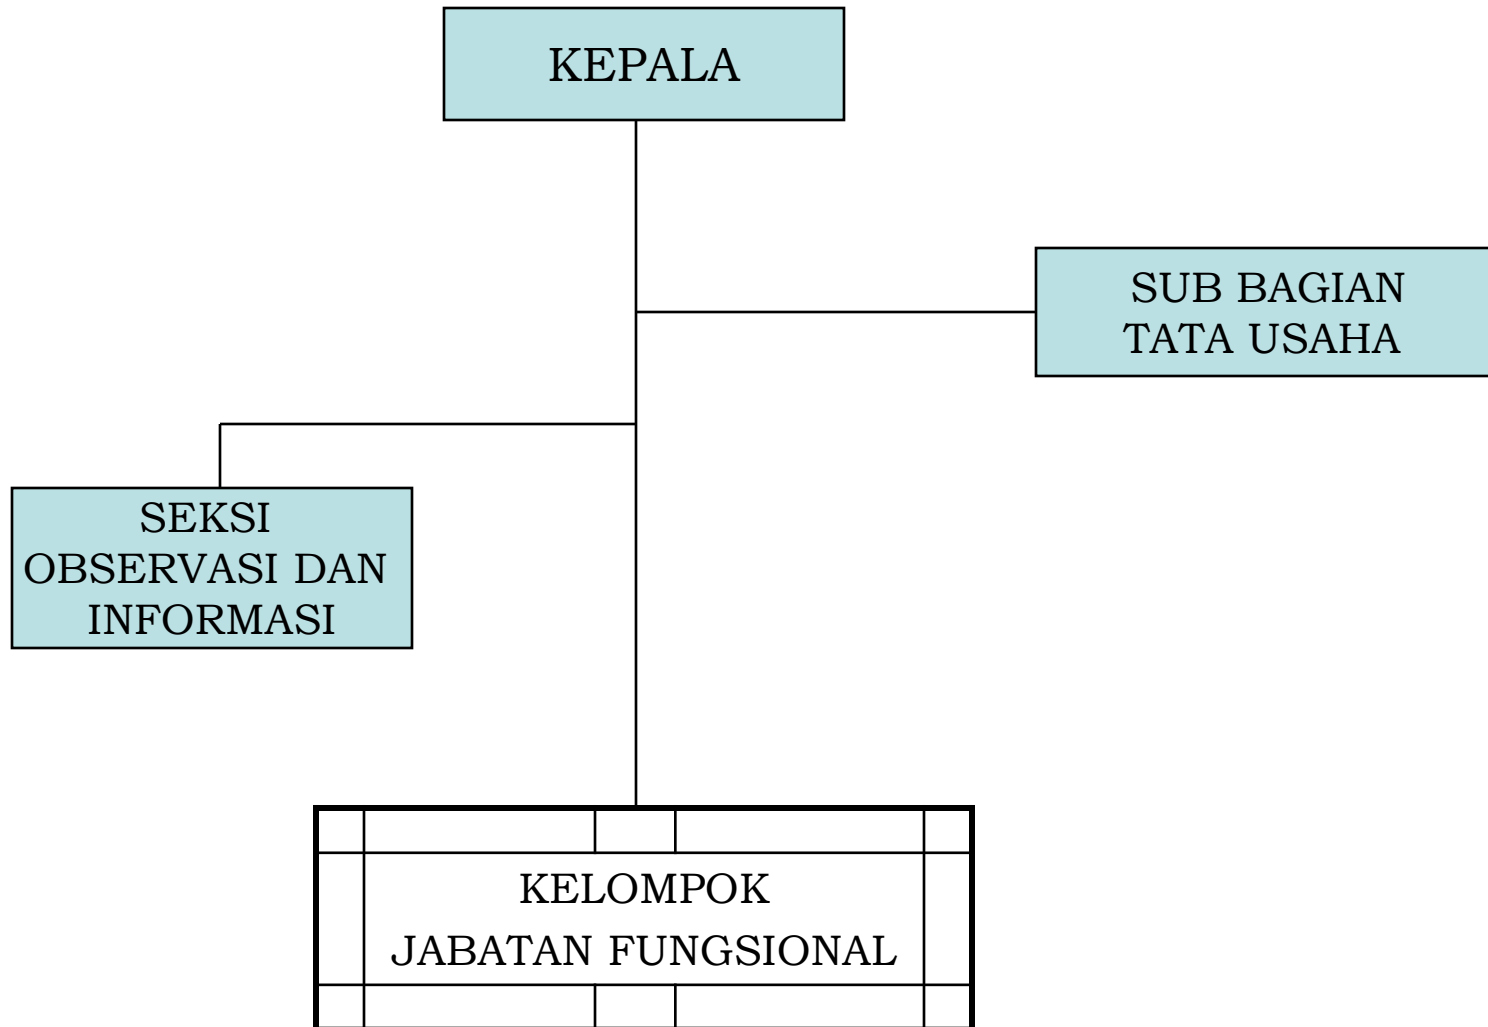 KEPALA
SUB BAGIAN
TATA USAHA
SEKSI
OBSERVASI DAN
INFORMASI
KELOMPOK
JABATAN FUNGSIONAL